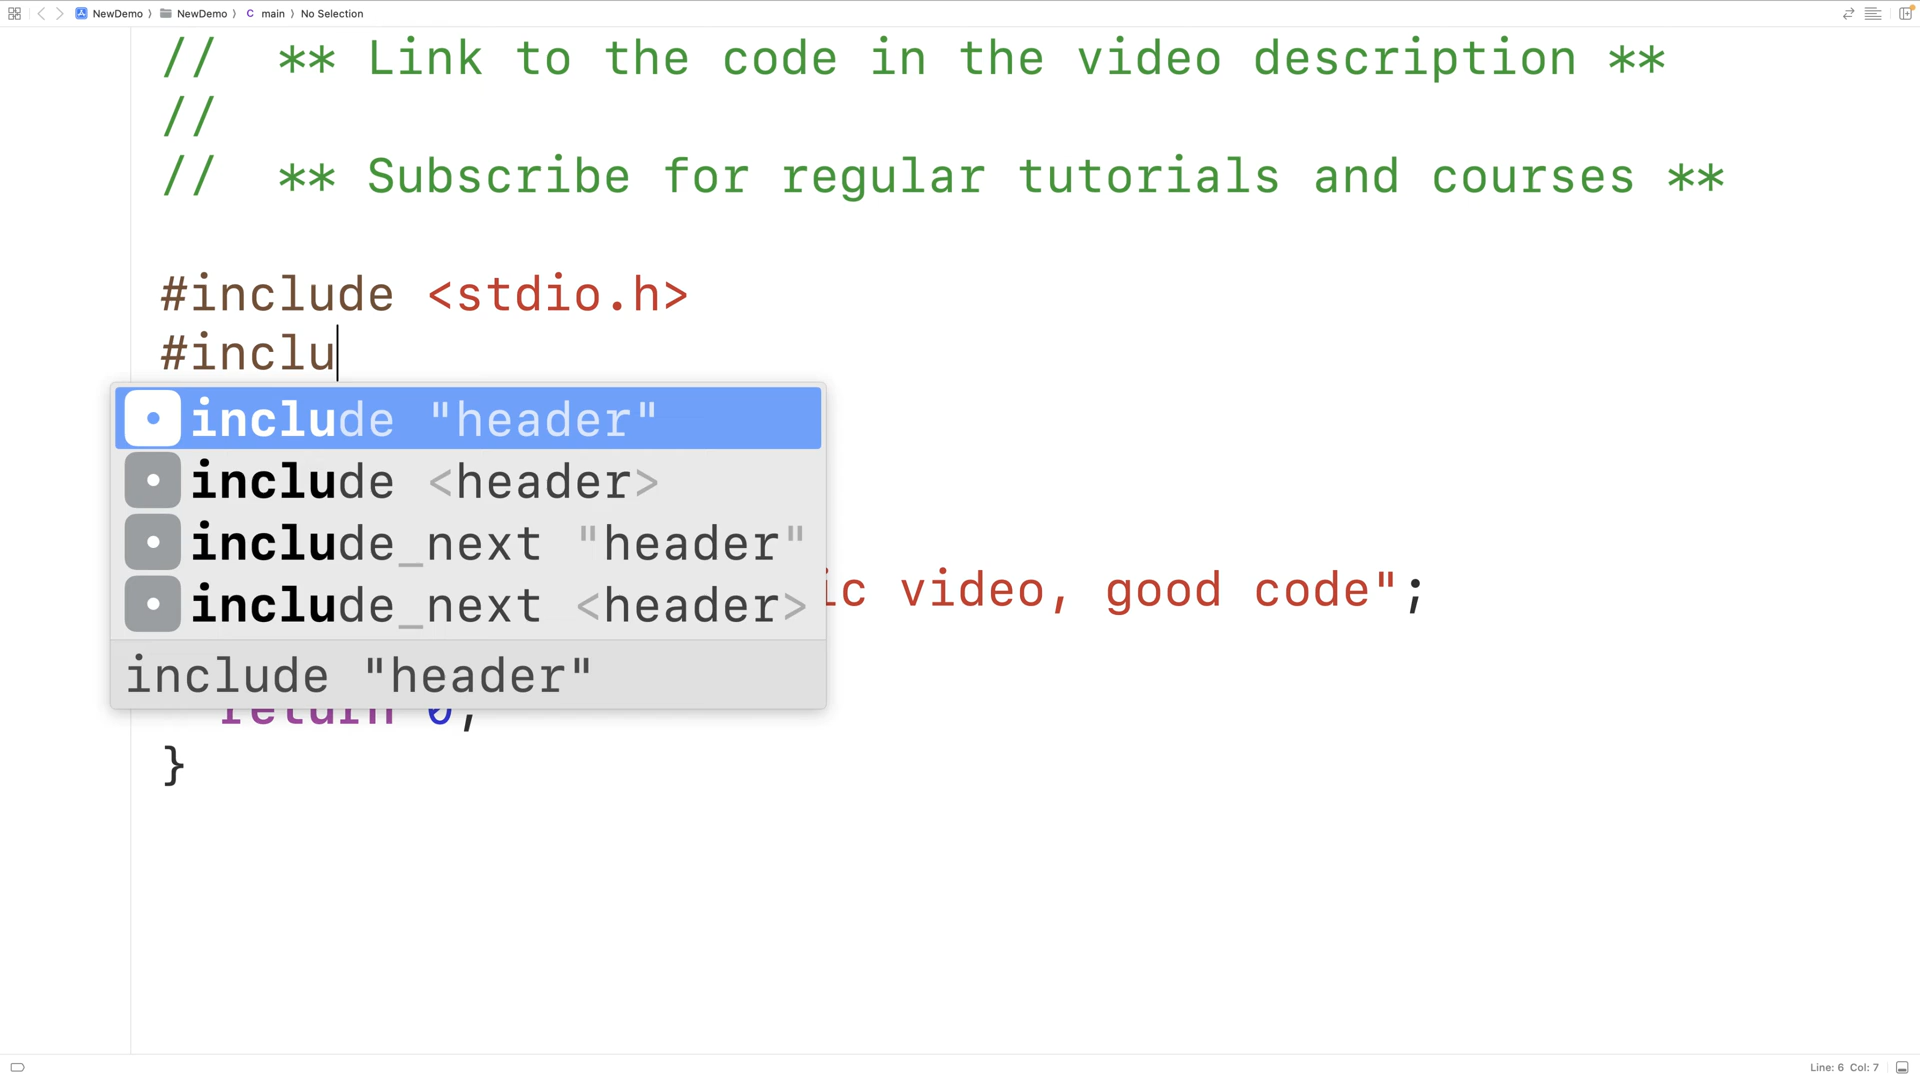 NewDemo 〉 NewDemo 〉 C main 〉 No Selection
//  ** Link to the code in the video description **
//
//  ** Subscribe for regular tutorials and courses **
#include <stdio.h>
#inclu
include "header"
include <header>
include_next "header"
include_next <header>
include "header"
ic video, good code";
return 0;
}
Line: 6 Col: 7